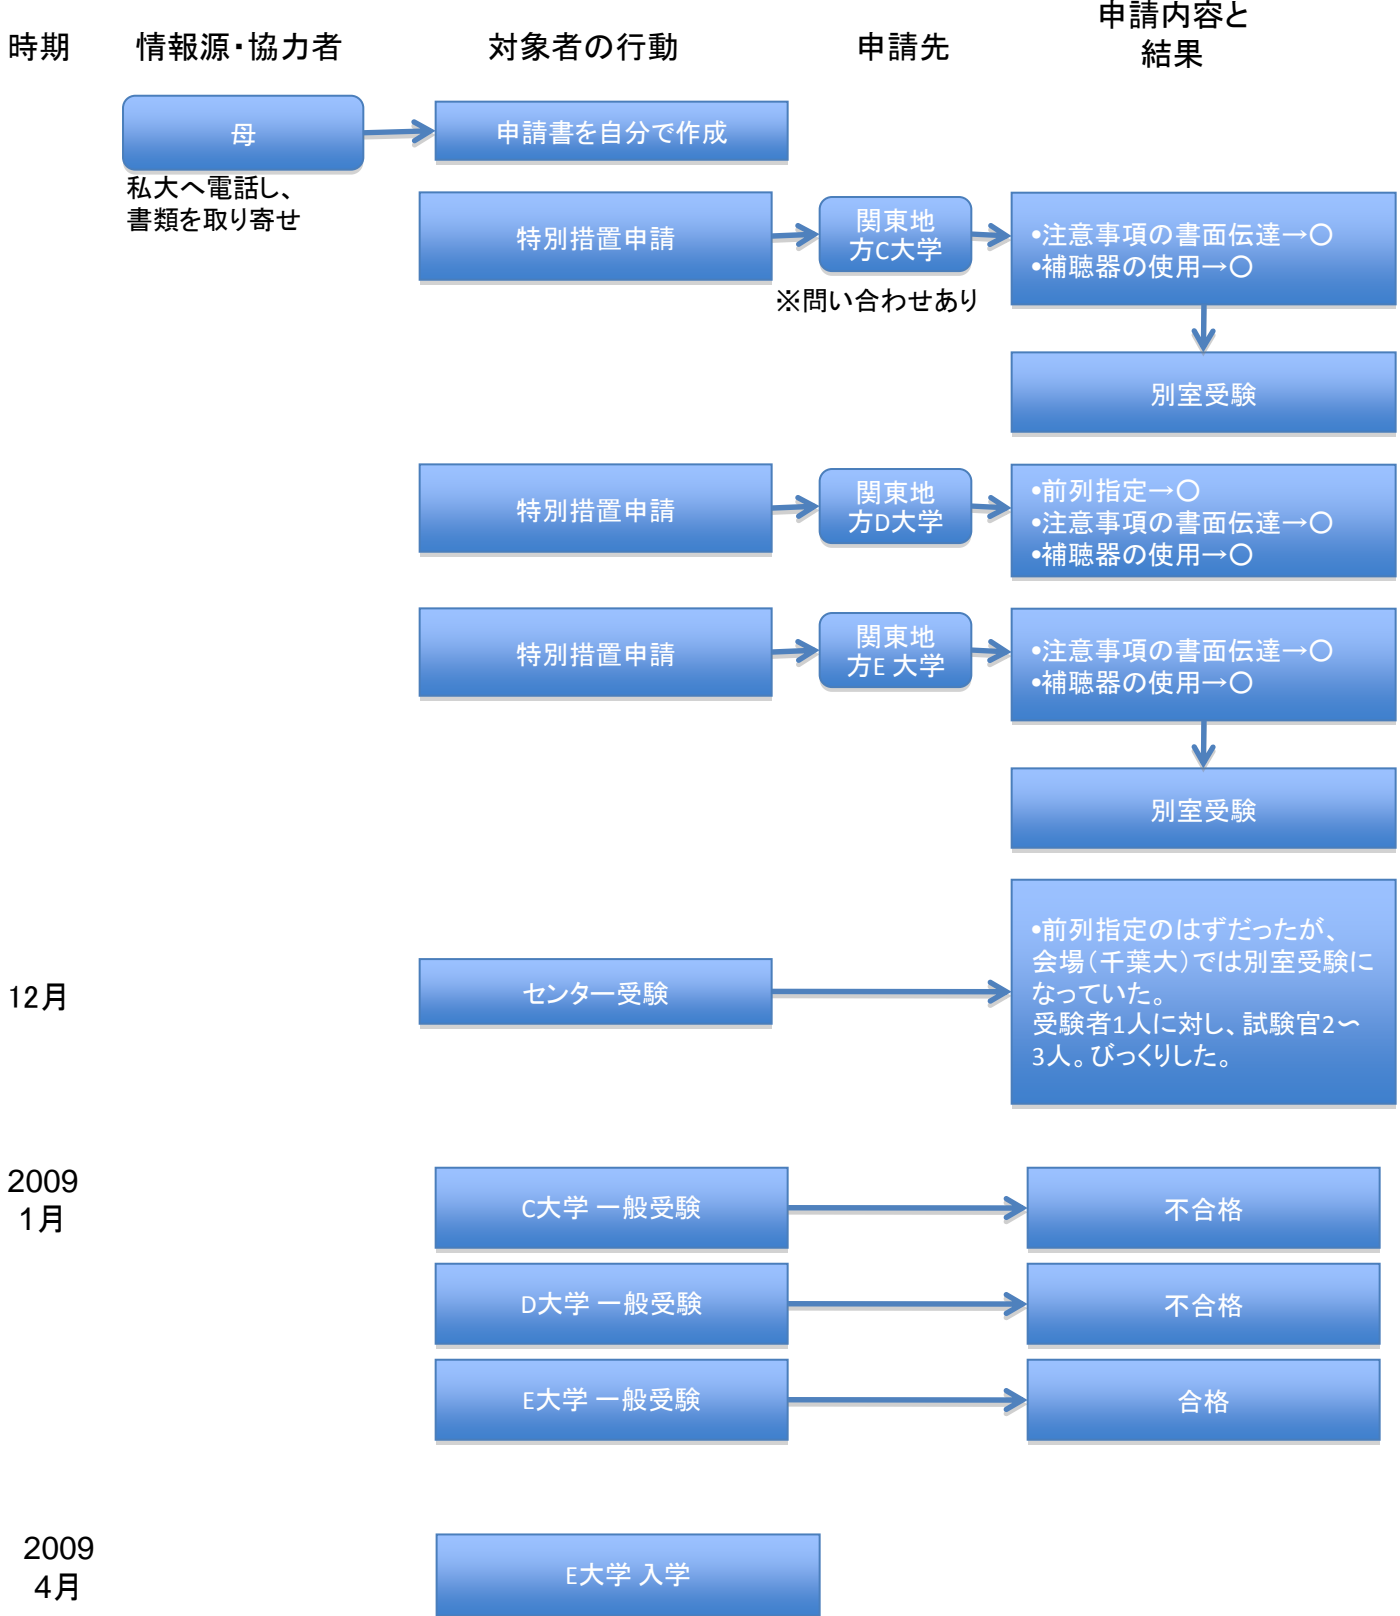 時期
情報源・協力者
対象者の行動
申請先
申請内容と
結果
母
申請書を自分で作成
私大へ電話し、
書類を取り寄せ
特別措置申請
関東地
方C大学
•注意事項の書面伝達→〇
•補聴器の使用→〇
※問い合わせあり
別室受験
特別措置申請
関東地
方D大学
•前列指定→〇
•注意事項の書面伝達→〇
•補聴器の使用→〇
特別措置申請
関東地
方E 大学
•注意事項の書面伝達→〇
•補聴器の使用→〇
別室受験
12月
センター受験
•前列指定のはずだったが、
会場(千葉大)では別室受験に
なっていた。
受験者1人に対し、試験官2〜
3人。びっくりした。
2009
1月
C大学 一般受験
不合格
D大学 一般受験
不合格
E大学 一般受験
合格
2009
4月
E大学 入学